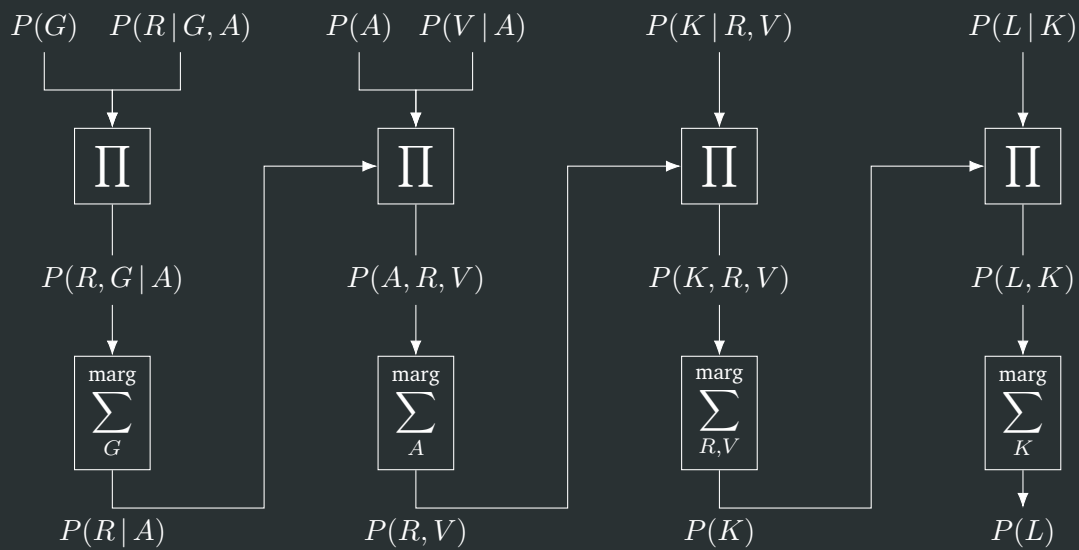 P(G) P(R | G, A) P(A) P(V | A) P(K | R, V) P(L | K)
∏ ∏ ∏ ∏
P(R, G | A) P(A, R, V) P(K, R, V) P(L, K)
marg marg marg marg
∑ ∑ ∑ ∑
G A R,V K
P(R | A) P(R, V) P(K) P(L)